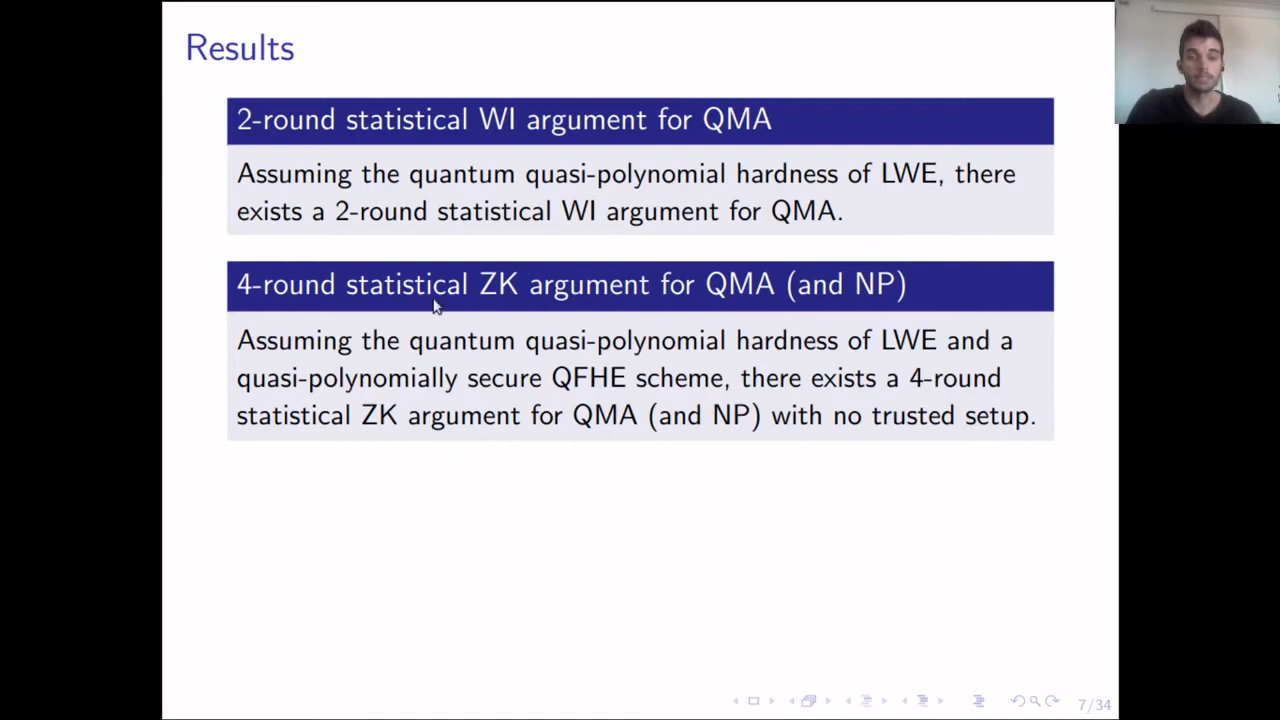 Results
2-round statistical WI argument for QMA
Assuming the quantum quasi-polynomial hardness of LWE, there
exists a 2-round statistical WI argument for QMA.
4-round statistical ZK argument for QMA (and NP)
Assuming the quantum quasi-polynomial hardness of LWE and a
quasi-polynomially secure QFHE scheme, there exists a 4-round
statistical ZK argument for QMA (and NP) with no trusted setup.
7/34